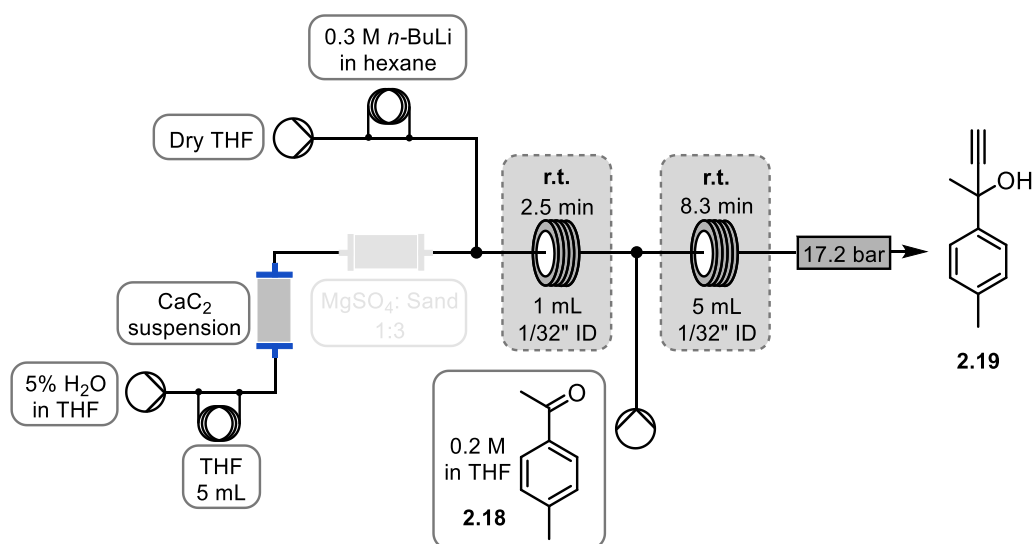 0.3 M n-BuLi
in hexane
Dry THF
r.t.
2.5 min
1 mL
1/32" ID
r.t.
8.3 min
5 mL
1/32" ID
17.2 bar
OH
2.19
CaC2
suspension
MgSO4: Sand
1:3
5% H2O
in THF
THF
5 mL
O
0.2 M
in THF
2.18